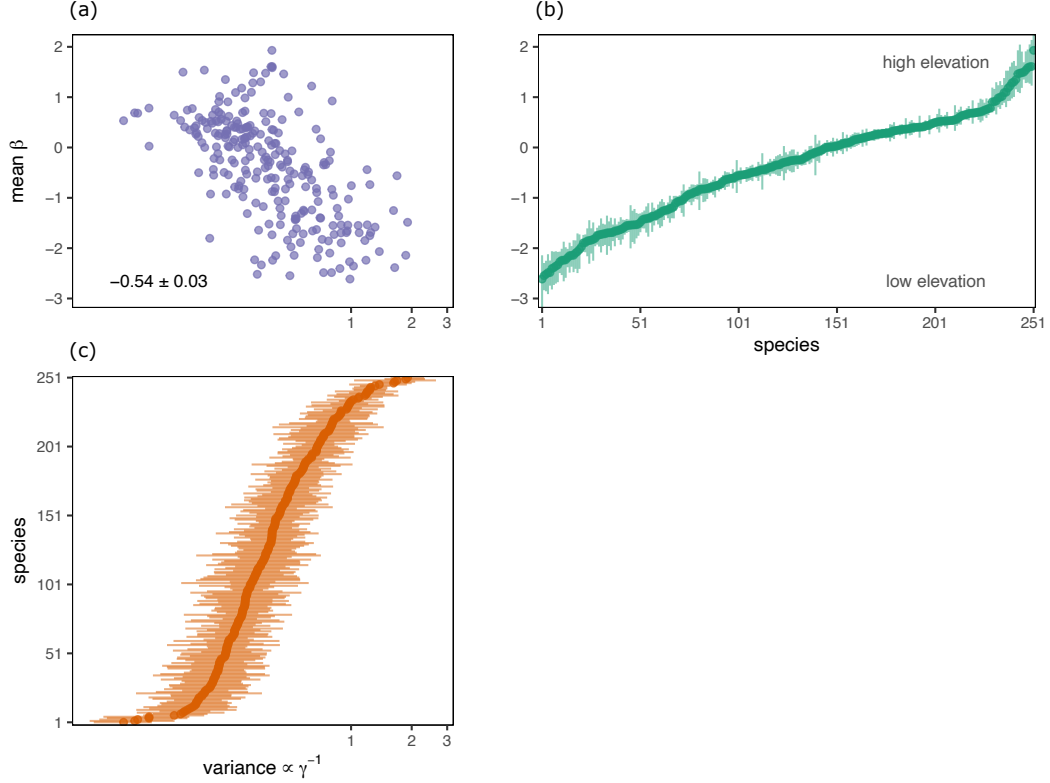 (a)
2
1
0
−1
−2
−3
mean β
−0.54 ± 0.03
1 2 3
(b)
2
1
0
−1
−2
−3
high elevation
low elevation
1 51 101 151 201 251
species
(c)
251
201
151
101
51
1
species
1 2 3
variance ∝ γ⁻¹